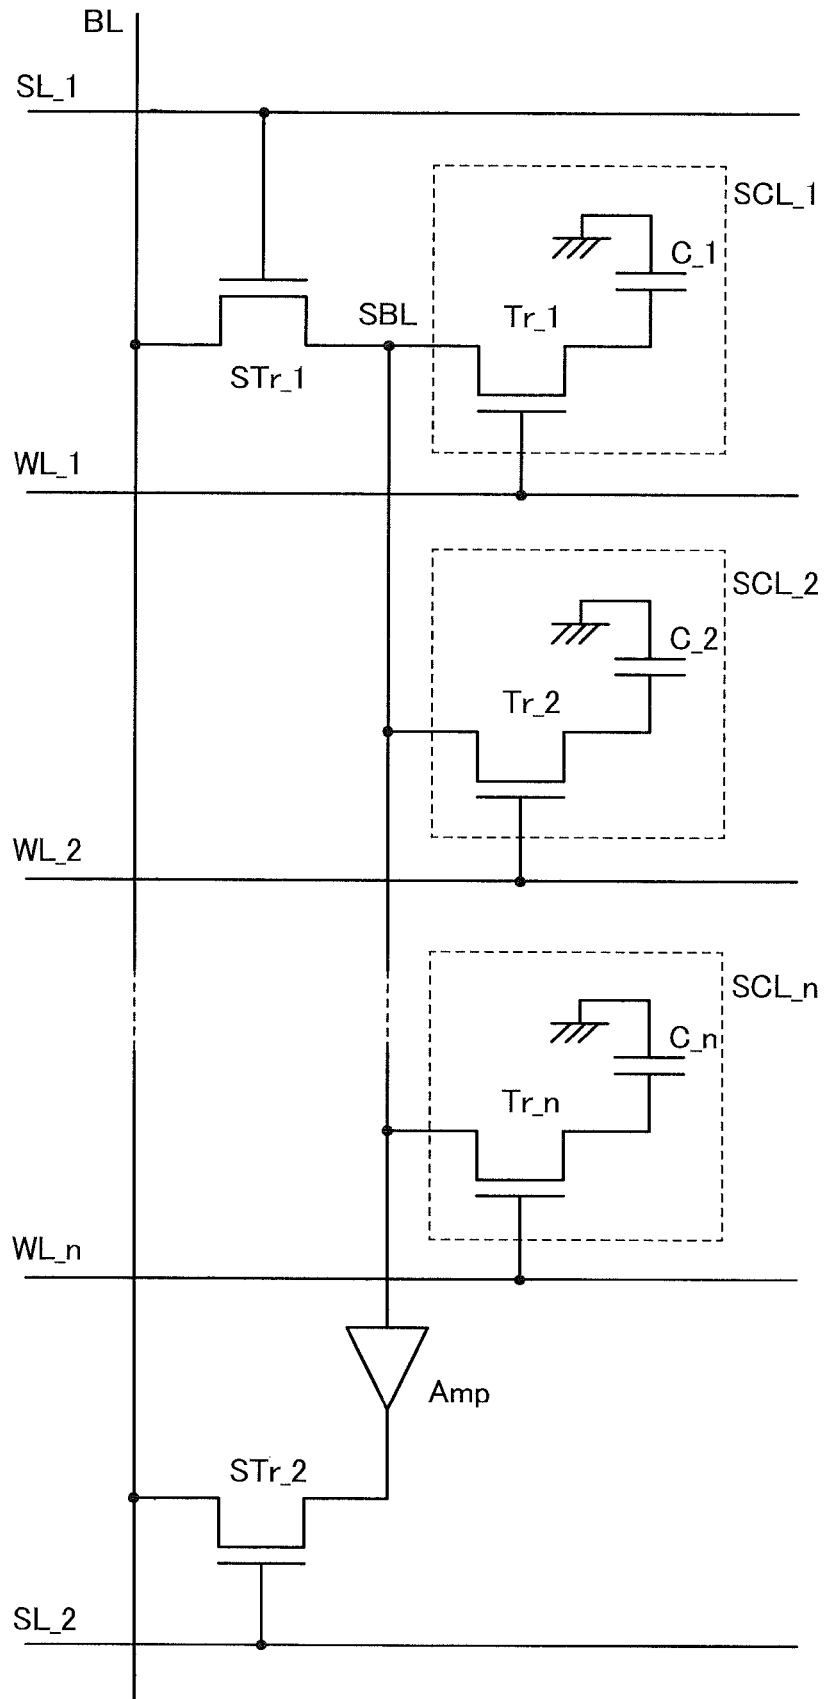 BL
SL_1
SCL_1
C_1
Tr_1
SBL
STr_1
WL_1
SCL_2
C_2
Tr_2
WL_2
SCL_n
C_n
Tr_n
WL_n
Amp
STr_2
SL_2